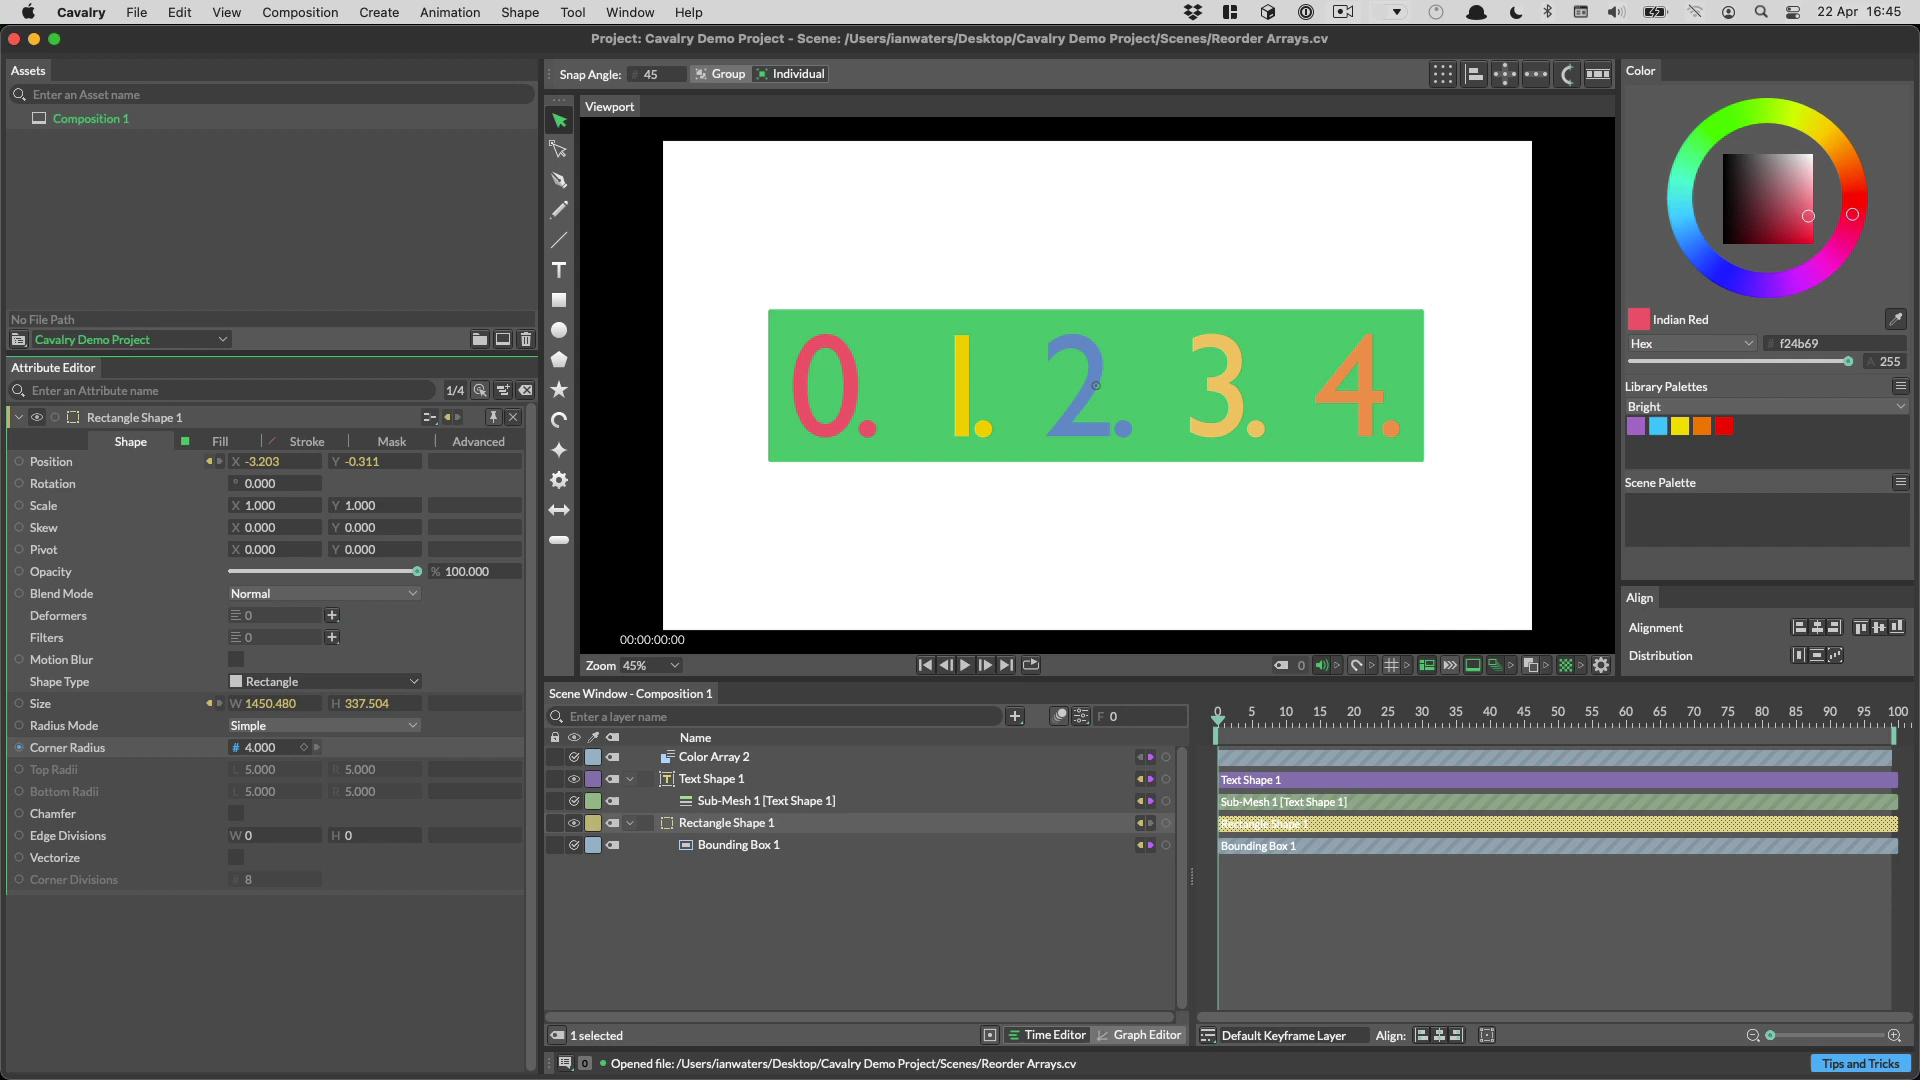 Cavalry File Edit View Composition Create Animation Shape Tool Window Help 22 Apr 16:45
Project: Cavalry Demo Project - Scene: /Users/ianwaters/Desktop/Cavalry Demo Project/Scenes/Reorder Arrays.cv
Assets
Enter an Asset name
Composition 1
No File Path
Cavalry Demo Project
Attribute Editor
Enter an Attribute name 1/4
Rectangle Shape 1
Shape Fill Stroke Mask Advanced
Position X -3.203 Y -0.311
Rotation ° 0.000
Scale X 1.000 Y 1.000
Skew X 0.000 Y 0.000
Pivot X 0.000 Y 0.000
Opacity % 100.000
Blend Mode Normal
Deformers 0
Filters 0
Motion Blur
Shape Type Rectangle
Size W 1450.480 H 337.504
Radius Mode Simple
Corner Radius # 4.000
Top Radii L 5.000 R 5.000
Bottom Radii L 5.000 R 5.000
Chamfer
Edge Divisions W 0 H 0
Vectorize
Corner Divisions # 8
Snap Angle: # 45 Group Individual
Viewport
0. 1. 2. 3. 4.
00:00:00:00
Zoom 45% 0
Scene Window - Composition 1
Enter a layer name F 0
Name
Color Array 2
Text Shape 1
Sub-Mesh 1 [Text Shape 1]
Rectangle Shape 1
Bounding Box 1
0 5 10 15 20 25 30 35 40 45 50 55 60 65 70 75 80 85 90 95 100
Text Shape 1
Sub-Mesh 1 [Text Shape 1]
Rectangle Shape 1
Bounding Box 1
1 selected Time Editor Graph Editor Default Keyframe Layer Align:
0 Opened file: /Users/ianwaters/Desktop/Cavalry Demo Project/Scenes/Reorder Arrays.cv Tips and Tricks
Color
Indian Red
Hex # f24b69
A 255
Library Palettes
Bright
Scene Palette
Align
Alignment
Distribution